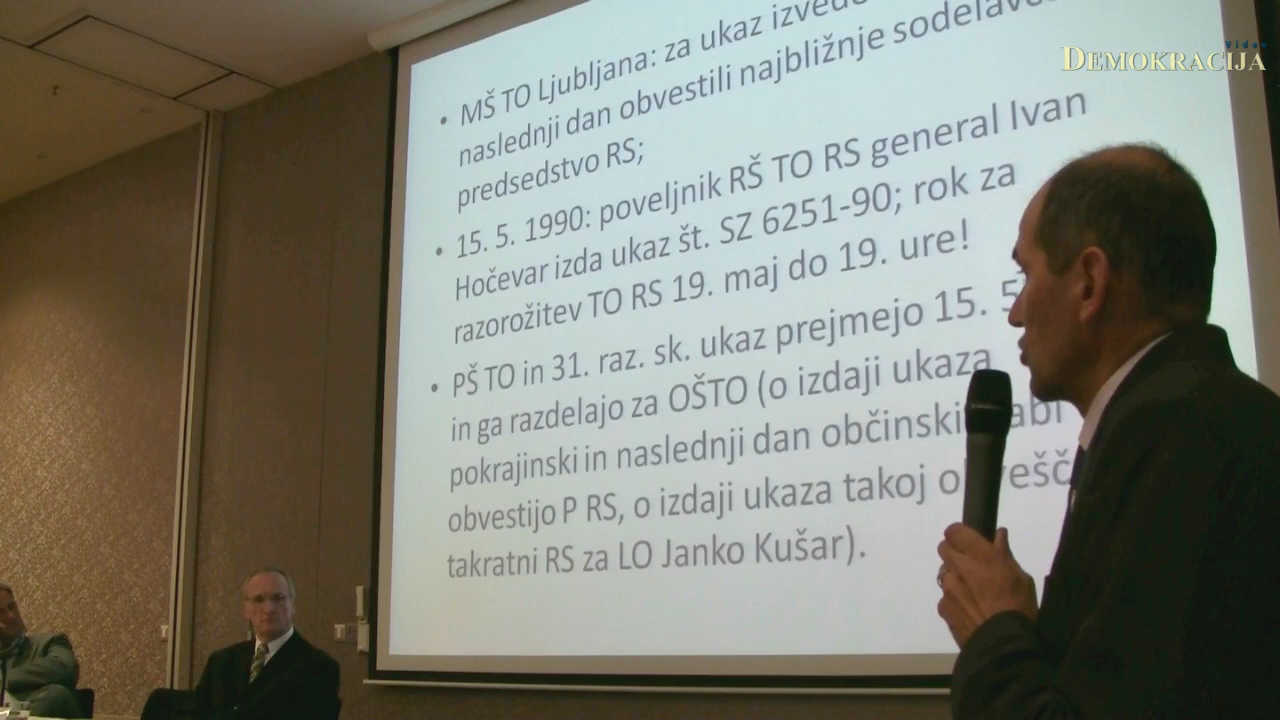 Video
DEMOKRACIJA
• MŠ TO Ljubljana: za ukaz
naslednji dan obvestili najbližnje
predsedstvo RS;
• 15. 5. 1990: poveljnik RŠ TO RS general Ivan
Hočevar izda ukaz št. SZ 6251-90; rok za
razorožitev TO RS 19. maj do 19. ure!
• PŠ TO in 31. raz. sk. ukaz prejmejo 15. 5
in ga razdelajo za OŠTO (o izdaji ukaza
pokrajinski in naslednji dan
obvestijo P RS, o izdaji ukaza takoj
takratni RS za LO Janko Kušar).